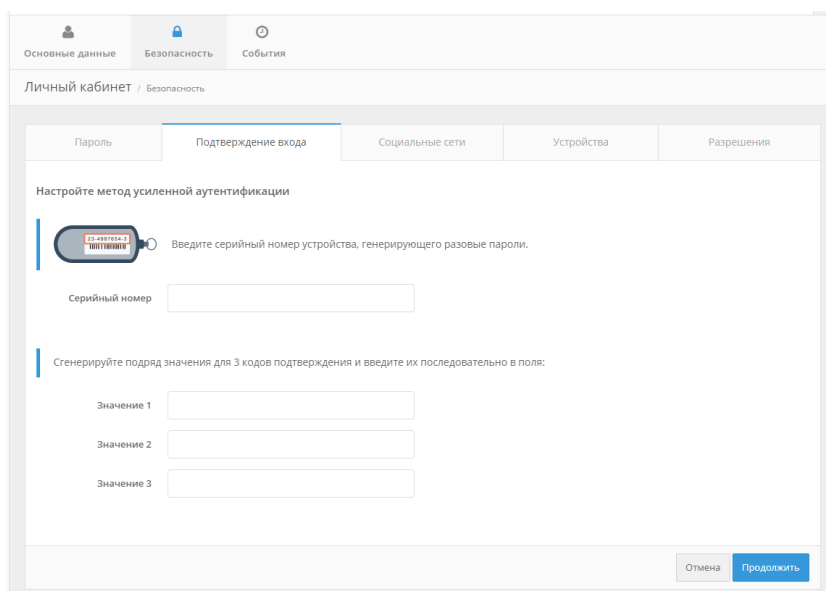 Основные данные
Безопасность
События
Личный кабинет / Безопасность
Пароль
Подтверждение входа
Социальные сети
Устройства
Разрешения
Настройте метод усиленной аутентификации
23-4987654-3
Введите серийный номер устройства, генерирующего разовые пароли.
Серийный номер
Сгенерируйте подряд значения для 3 кодов подтверждения и введите их последовательно в поля:
Значение 1
Значение 2
Значение 3
Отмена
Продолжить